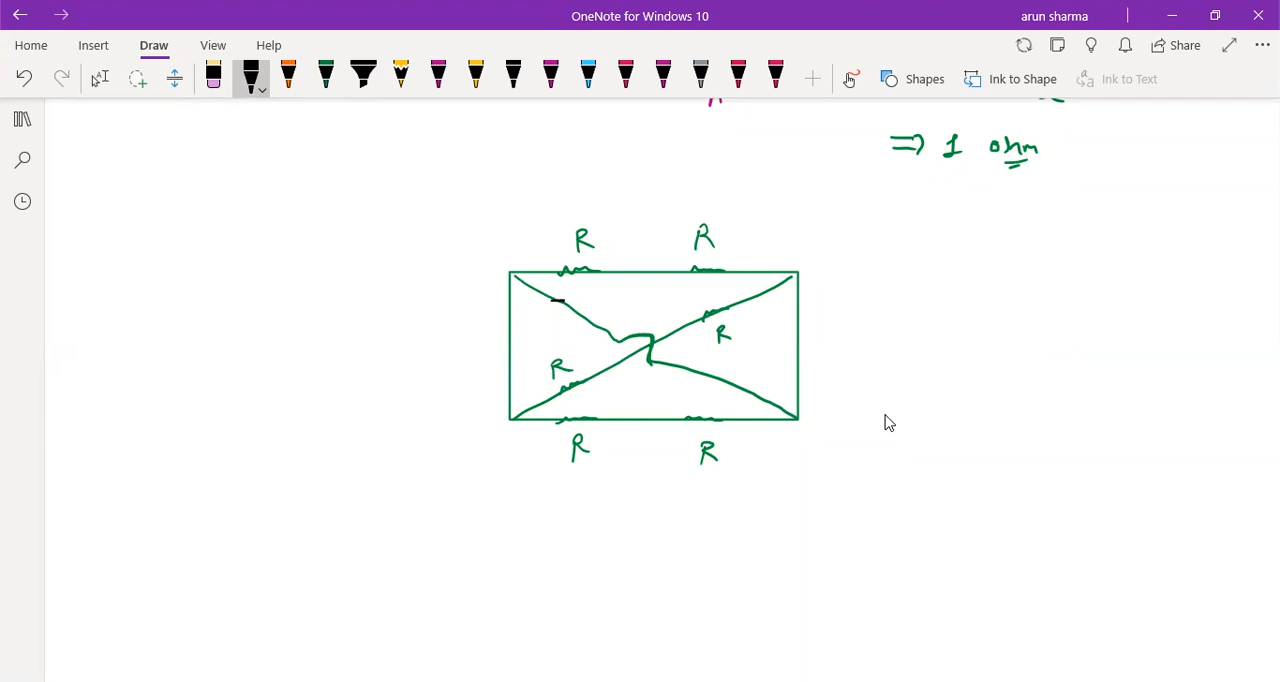 OneNote for Windows 10
arun sharma
Home Insert Draw View Help
Share
Shapes Ink to Shape Ink to Text
⇒ 1 ohm
R R
R
R
R R